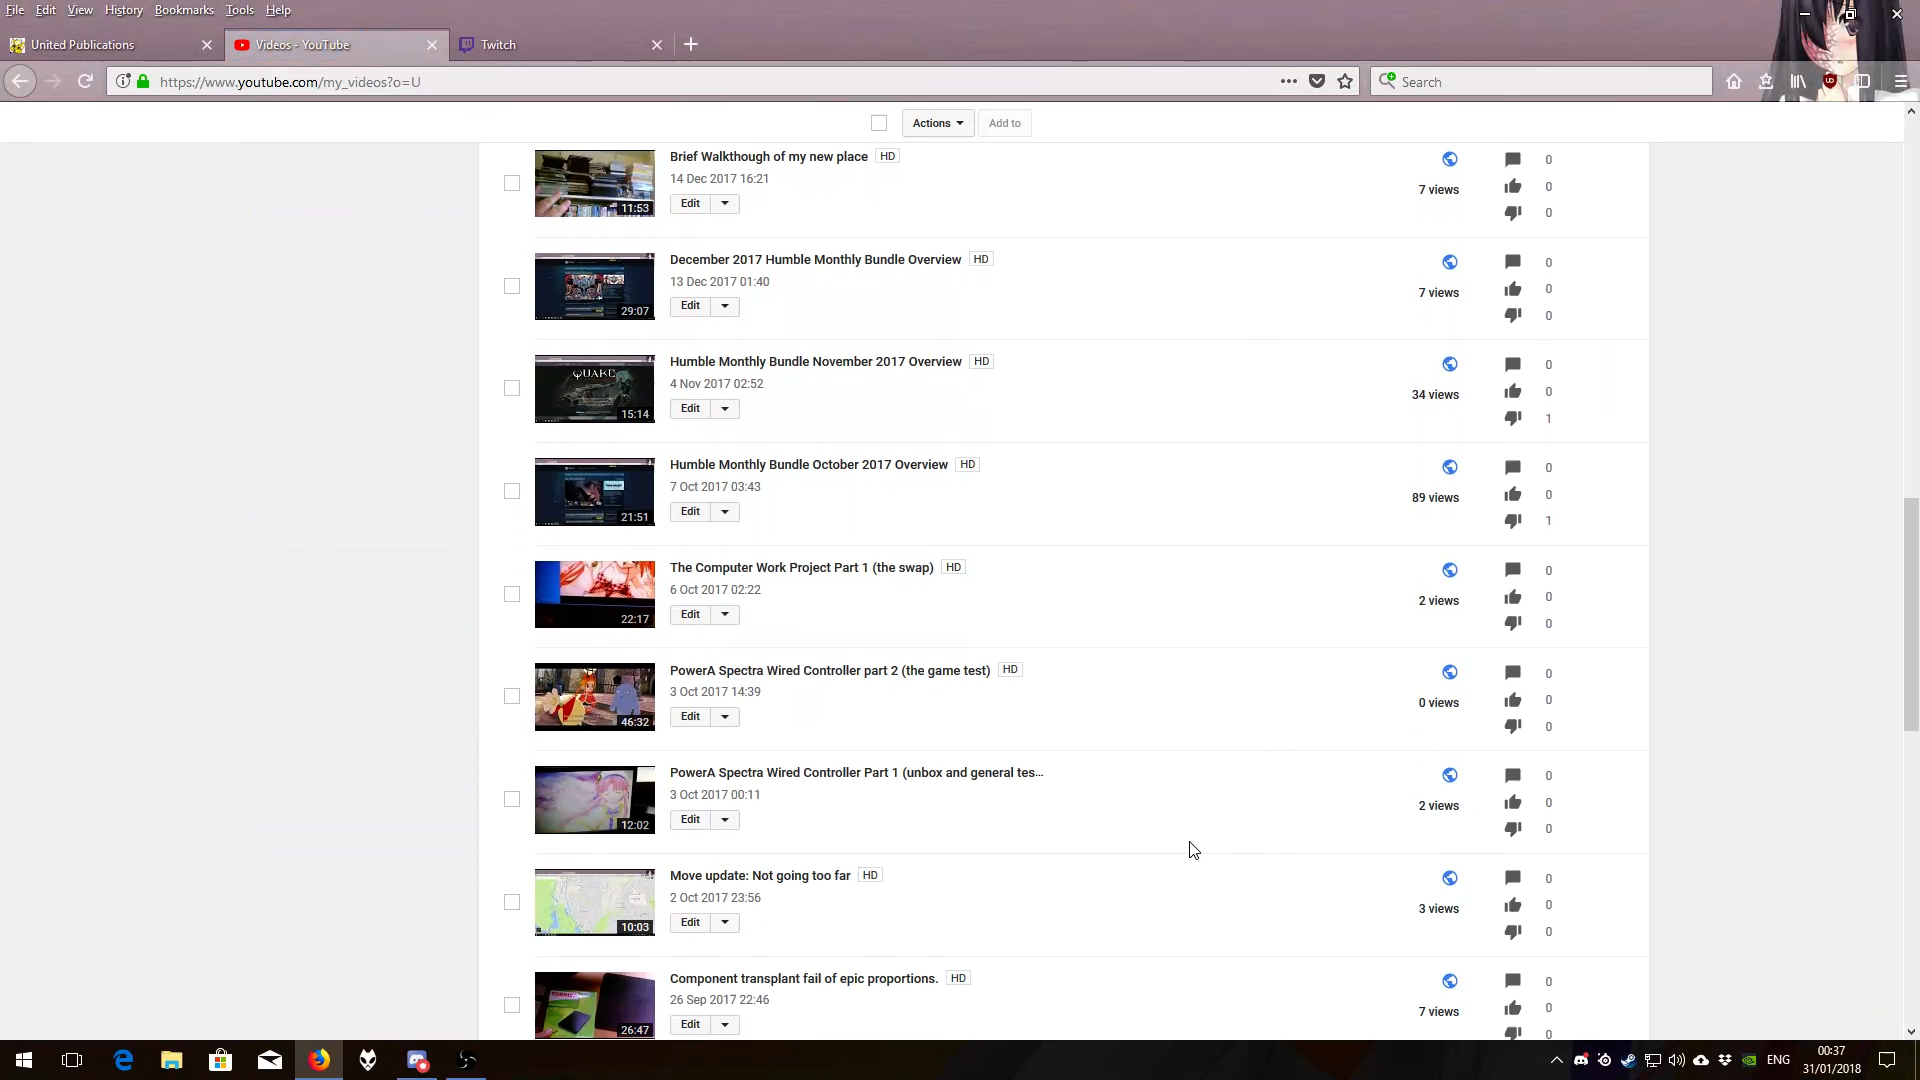 File Edit View History Bookmarks Tools Help
United Publications
Videos - YouTube
Twitch
https://www.youtube.com/my_videos?o=U
Search
Actions
Add to
Brief Walkthough of my new place HD
14 Dec 2017 16:21
Edit
11:53
7 views
0
0
0
December 2017 Humble Monthly Bundle Overview HD
13 Dec 2017 01:40
Edit
29:07
7 views
0
0
0
Humble Monthly Bundle November 2017 Overview HD
4 Nov 2017 02:52
Edit
QUAKE
15:14
34 views
0
0
1
Humble Monthly Bundle October 2017 Overview HD
7 Oct 2017 03:43
Edit
21:51
89 views
0
0
1
The Computer Work Project Part 1 (the swap) HD
6 Oct 2017 02:22
Edit
22:17
2 views
0
0
0
PowerA Spectra Wired Controller part 2 (the game test) HD
3 Oct 2017 14:39
Edit
46:32
0 views
0
0
0
PowerA Spectra Wired Controller Part 1 (unbox and general tes...
3 Oct 2017 00:11
Edit
12:02
2 views
0
0
0
Move update: Not going too far HD
2 Oct 2017 23:56
Edit
10:03
3 views
0
0
0
Component transplant fail of epic proportions. HD
26 Sep 2017 22:46
Edit
26:47
7 views
0
0
0
ENG
00:37
31/01/2018